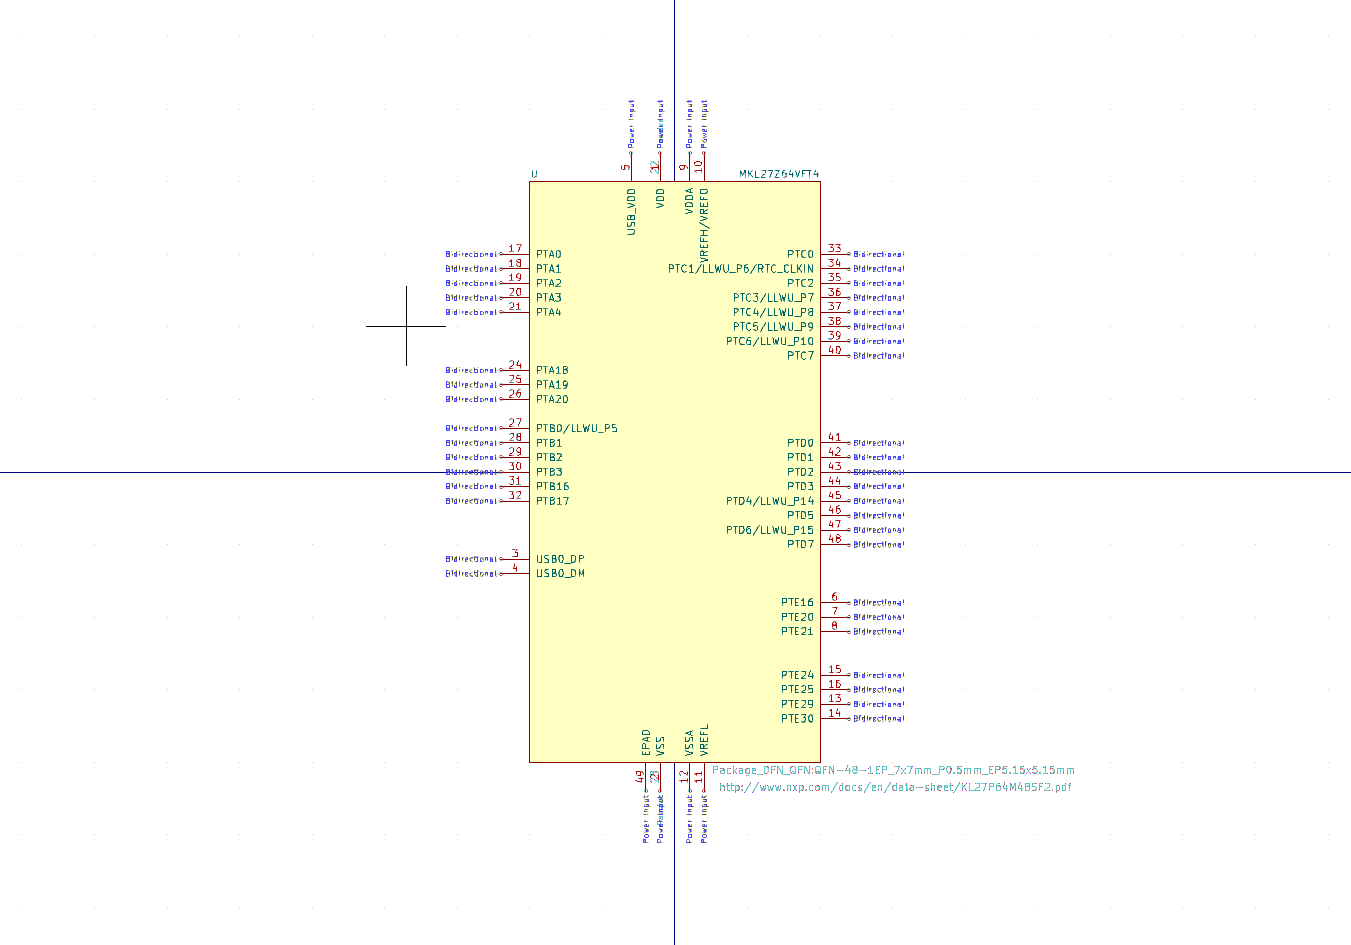 Power Input Power Input Power Input Power Input
5 9 10
U MKL27Z64VFT4
USB_VDD VDD VDDA VREFH/VREFO
Bidirectional 17 PTA0 PTC0 33 Bidirectional
Bidirectional 18 PTA1 PTC1/LLWU_P6/RTC_CLKIN 34 Bidirectional
Bidirectional 19 PTA2 PTC2 35 Bidirectional
Bidirectional 20 PTA3 PTC3/LLWU_P7 36 Bidirectional
Bidirectional 21 PTA4 PTC4/LLWU_P8 37 Bidirectional
PTC5/LLWU_P9 38 Bidirectional
PTC6/LLWU_P10 39 Bidirectional
PTC7 40 Bidirectional
Bidirectional 24 PTA18
Bidirectional 25 PTA19
Bidirectional 26 PTA20
Bidirectional 27 PTB0/LLWU_P5
Bidirectional 28 PTB1 PTD0 41 Bidirectional
Bidirectional 29 PTB2 PTD1 42 Bidirectional
Bidirectional 30 PTB3 PTD2 43 Bidirectional
Bidirectional 31 PTB16 PTD3 44 Bidirectional
Bidirectional 32 PTB17 PTD4/LLWU_P14 45 Bidirectional
PTD5 46 Bidirectional
PTD6/LLWU_P15 47 Bidirectional
PTD7 48 Bidirectional
Bidirectional 3 USB0_DP
Bidirectional 4 USB0_DM
PTE16 6 Bidirectional
PTE20 7 Bidirectional
PTE21 8 Bidirectional
PTE24 15 Bidirectional
PTE25 16 Bidirectional
PTE29 13 Bidirectional
PTE30 14 Bidirectional
EPAD VSS VSSA VREFL
49 12 11
Package_DFN_QFN:QFN-48-1EP_7x7mm_P0.5mm_EP5.15x5.15mm
http://www.nxp.com/docs/en/data-sheet/KL27P64M48SF2.pdf
Power Input Power Input Power Input